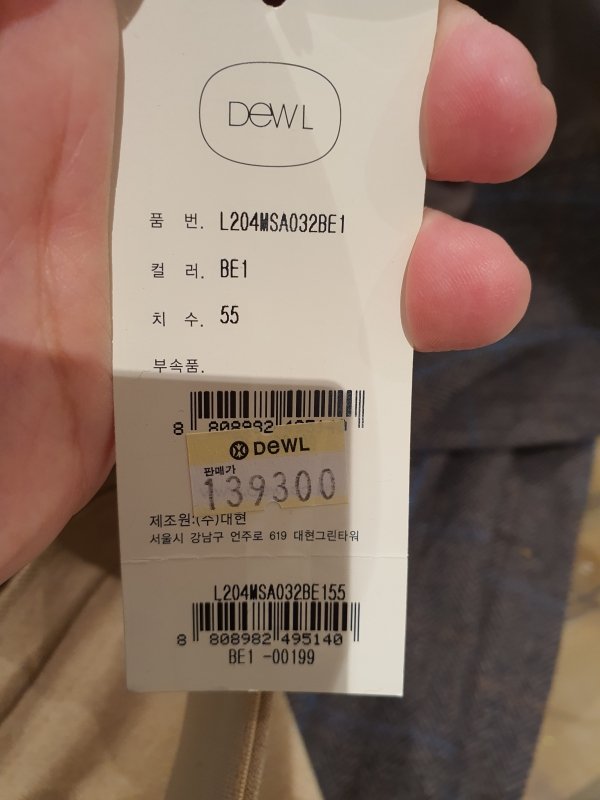 DEWL
품 번. L204MSA032BE1
컬 러. BE1
치 수. 55
부속품.
DEWL
판매가
139300
제조원:(주)대현
서울시 강남구 언주로 619 대현그린타워
L204MSA032BE155
8 808982 495140
BE1 -00199